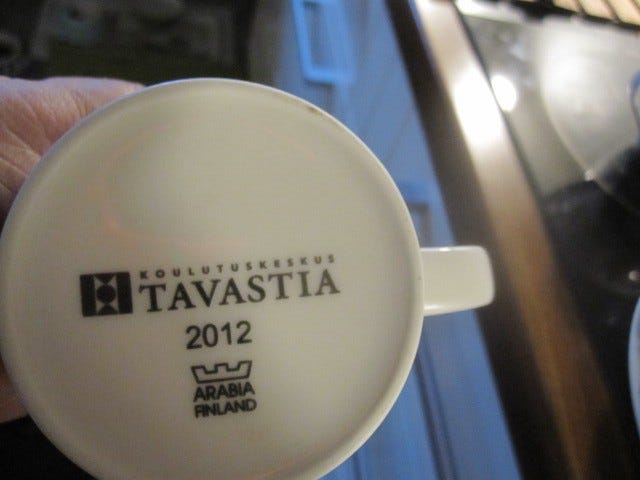 KOULUTUSKESKUS
TAVASTIA
2012
ARABIA
FINLAND